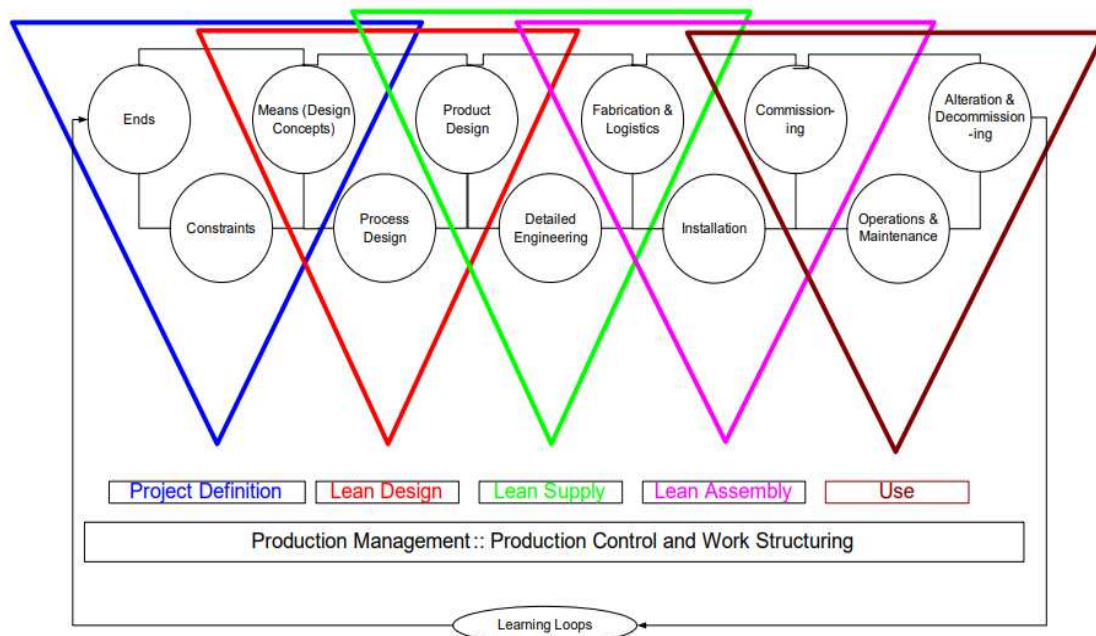 Ends
Means (Design
Concepts)
Product
Design
Fabrication &
Logistics
Commission-
ing
Alteration &
Decommission
-ing
Constraints
Process
Design
Detailed
Engineering
Installation
Operations &
Maintenance
Project Definition
Lean Design
Lean Supply
Lean Assembly
Use
Production Management:: Production Control and Work Structuring
Learning Loops